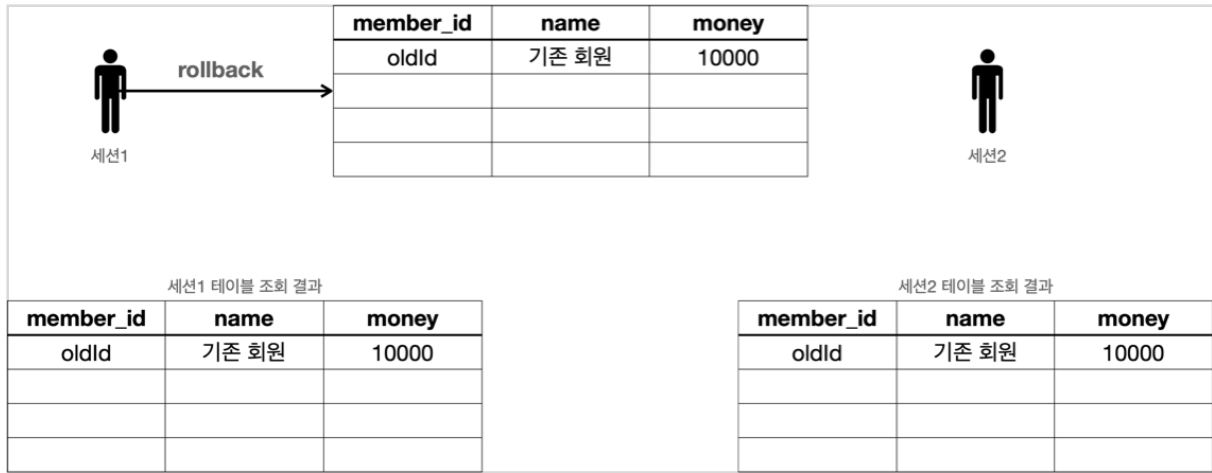 member_id name money
oldId 기존 회원 10000
rollback
세션1
세션2
세션1 테이블 조회 결과
member_id name money
oldId 기존 회원 10000
세션2 테이블 조회 결과
member_id name money
oldId 기존 회원 10000